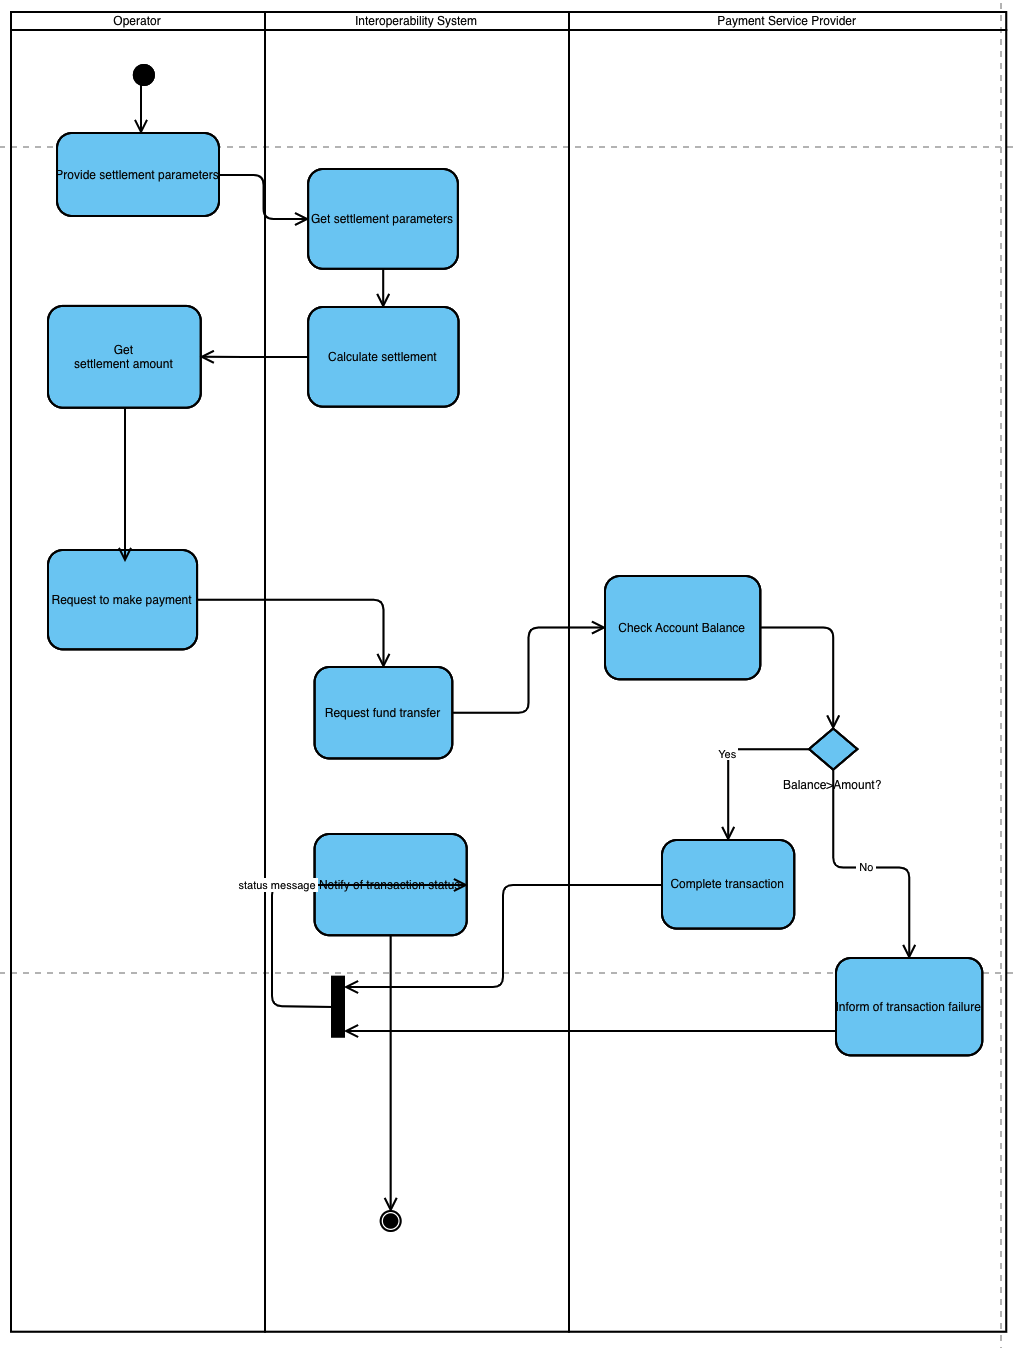 Operator
Interoperability System
Payment Service Provider
Provide settlement parameters
Get settlement parameters
Get
settlement amount
Calculate settlement
Request to make payment
Check Account Balance
Request fund transfer
Yes
Balance>Amount?
No
status message
Notify of transaction status
Complete transaction
Inform of transaction failure